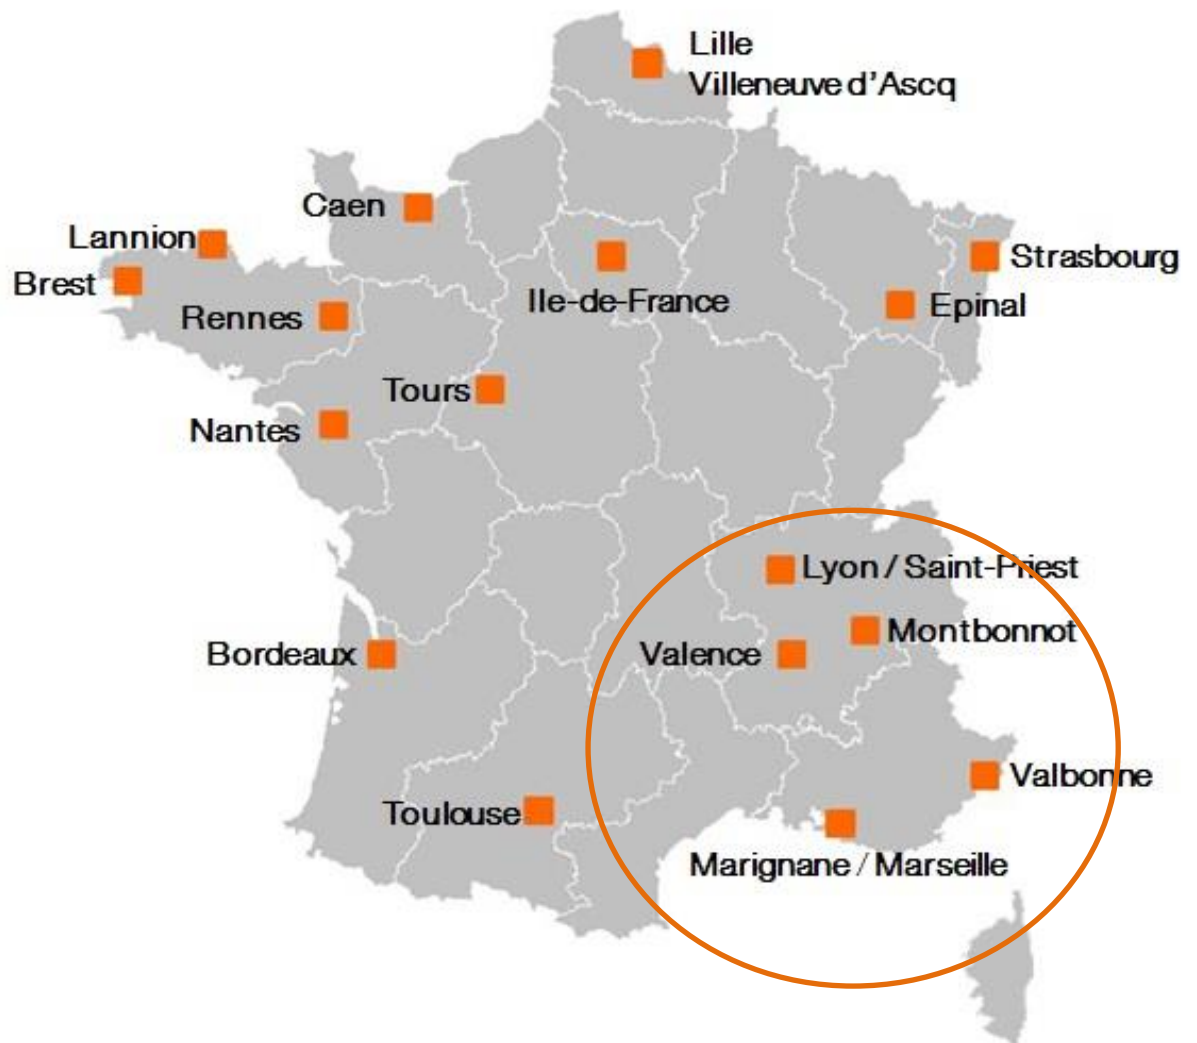 Lille
Villeneuve d'Ascq
Caen
Lannion
Strasbourg
Brest
Ile-de-France
Epinal
Rennes
Tours
Nantes
Lyon / Saint-Priest
Montbonnot
Bordeaux
Valence
Valbonne
Toulouse
Marignane / Marseille